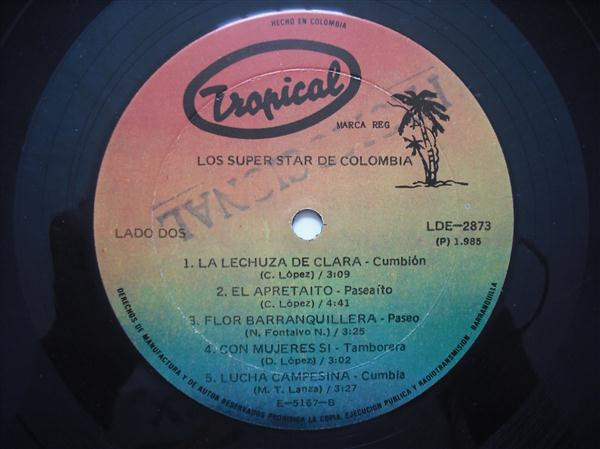 HECHO EN COLOMBIA
Tropical
MARCA REG
LOS SUPER STAR DE COLOMBIA
LADO DOS
LDE-2873
(P) 1.985
1. LA LECHUZA DE CLARA - Cumbión
(C. López) / 3:09
2. EL APRETAITO - Paseaíto
(C. López) / 4:41
3. FLOR BARRANQUILLERA - Paseo
(N. Fontalvo N.) / 3:25
4. CON MUJERES SI - Tamborera
(D. López) / 3:02
5. LUCHA CAMPESINA - Cumbia
(M. T. Lanza) / 3:27
E-5167-B
DERECHOS DE MANUFACTURA Y DE AUTOR RESERVADOS PROHIBIDA LA COPIA, EJECUCION PUBLICA Y RADIOTRANSMISION BARRANQUILLA